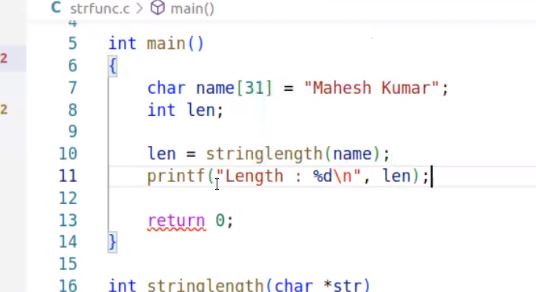 strfunc.c > main()
4
5 int main()
2
6 {
7 char name[31] = "Mahesh Kumar";
8 int len;
2
9
10 len = stringlength(name);
11 printf("Length : %d\n", len);
12
13 return 0;
14 }
15
16 int stringlength(char *str)